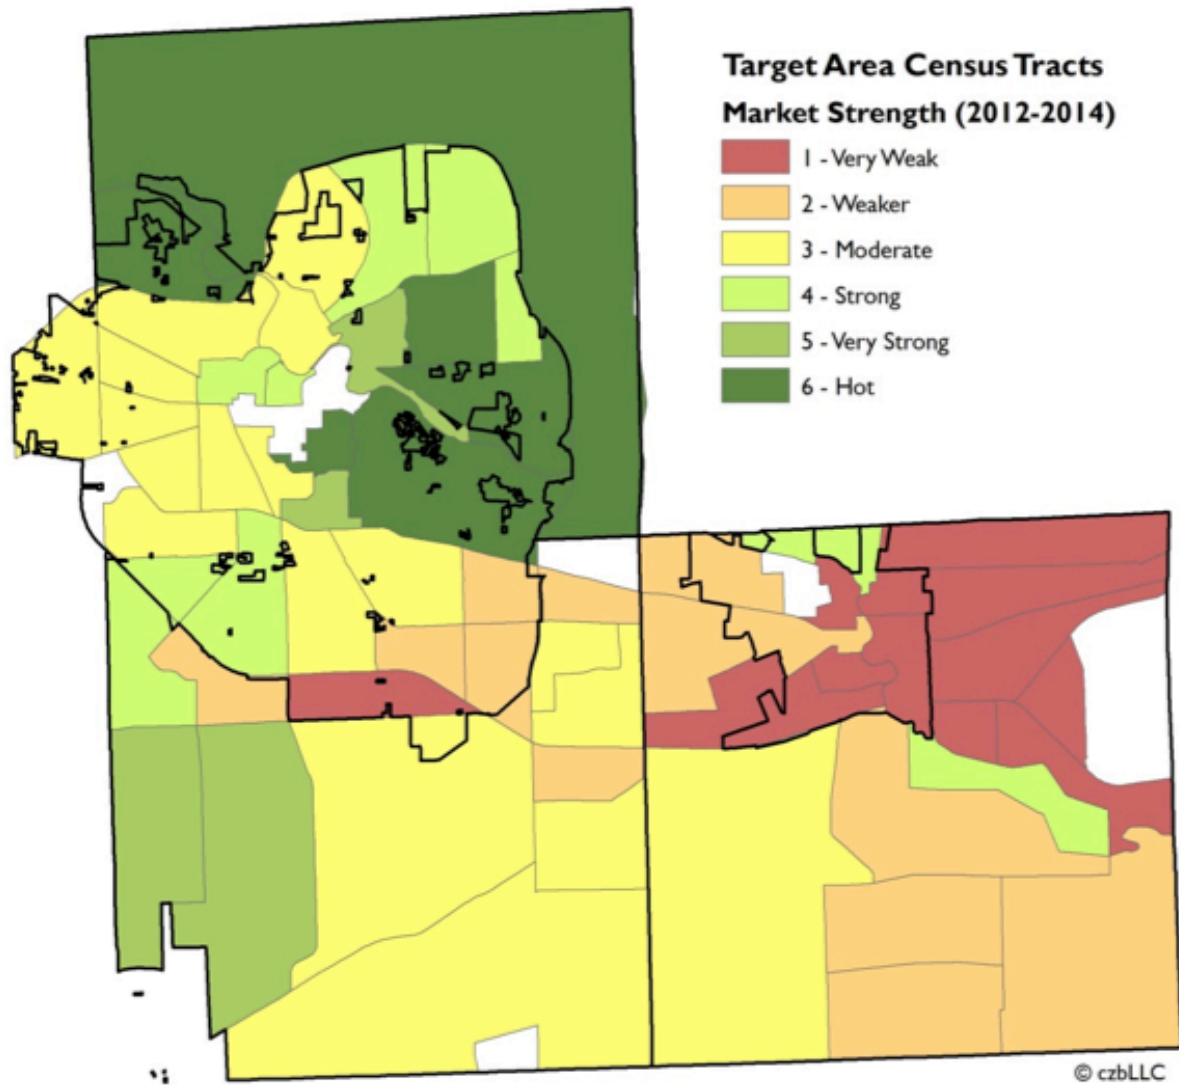 Target Area Census Tracts
Market Strength (2012-2014)
1 - Very Weak
2 - Weaker
3 - Moderate
4 - Strong
5 - Very Strong
6 - Hot
© czbLLC